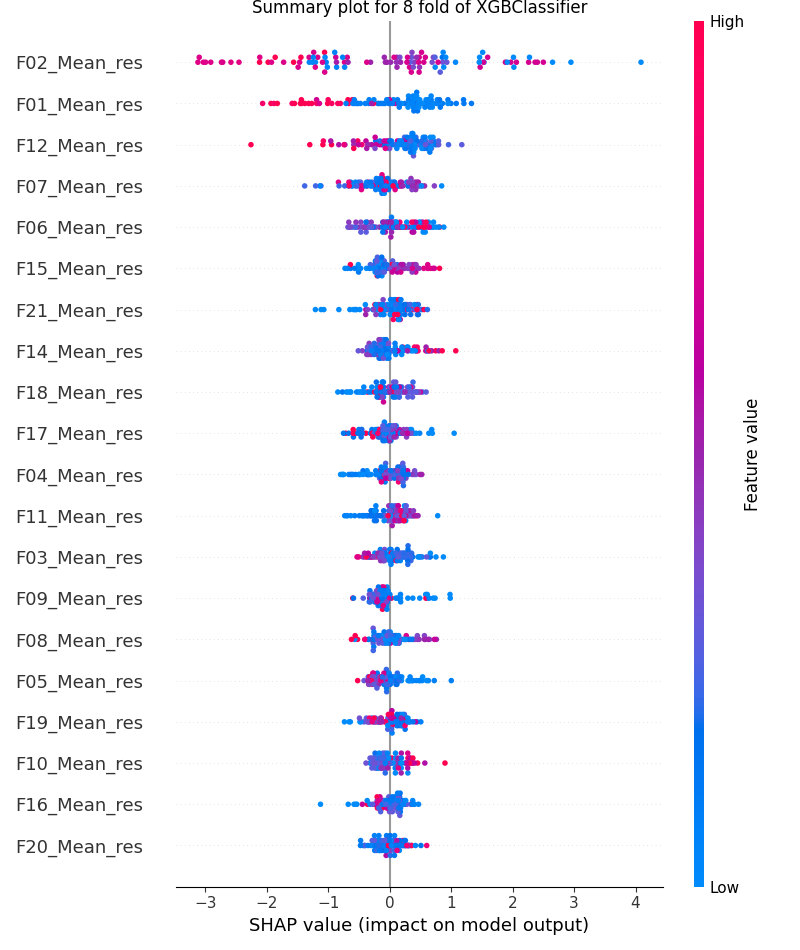 Summary plot for 8 fold of XGBClassifier
High
F02_Mean_res
F01_Mean_res
F12_Mean_res
F07_Mean_res
F06_Mean_res
F15_Mean_res
F21_Mean_res
F14_Mean_res
F18_Mean_res
F17_Mean_res
F04_Mean_res
F11_Mean_res
F03_Mean_res
F09_Mean_res
F08_Mean_res
F05_Mean_res
F19_Mean_res
F10_Mean_res
F16_Mean_res
F20_Mean_res
Feature value
Low
−3 −2 −1 0 1 2 3 4
SHAP value (impact on model output)